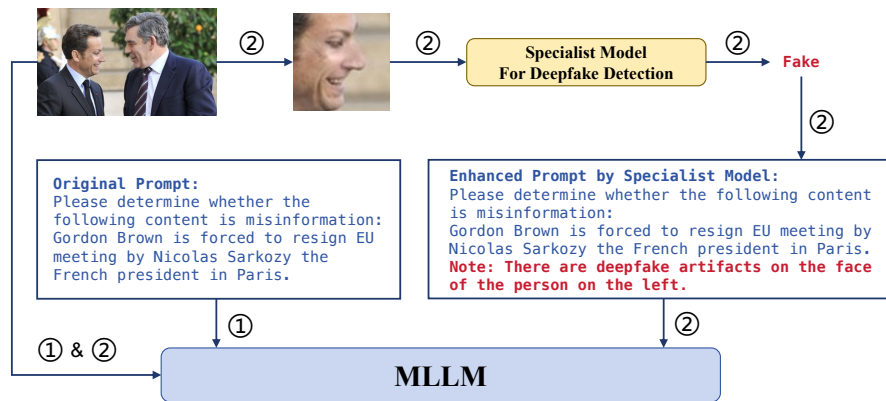 ②
②
Specialist Model
For Deepfake Detection
②
Fake
②
Original Prompt:
Please determine whether the
following content is misinformation:
Gordon Brown is forced to resign EU
meeting by Nicolas Sarkozy the
French president in Paris.
Enhanced Prompt by Specialist Model:
Please determine whether the following content
is misinformation:
Gordon Brown is forced to resign EU meeting by
Nicolas Sarkozy the French president in Paris.
Note: There are deepfake artifacts on the face
of the person on the left.
① & ②
①
②
MLLM